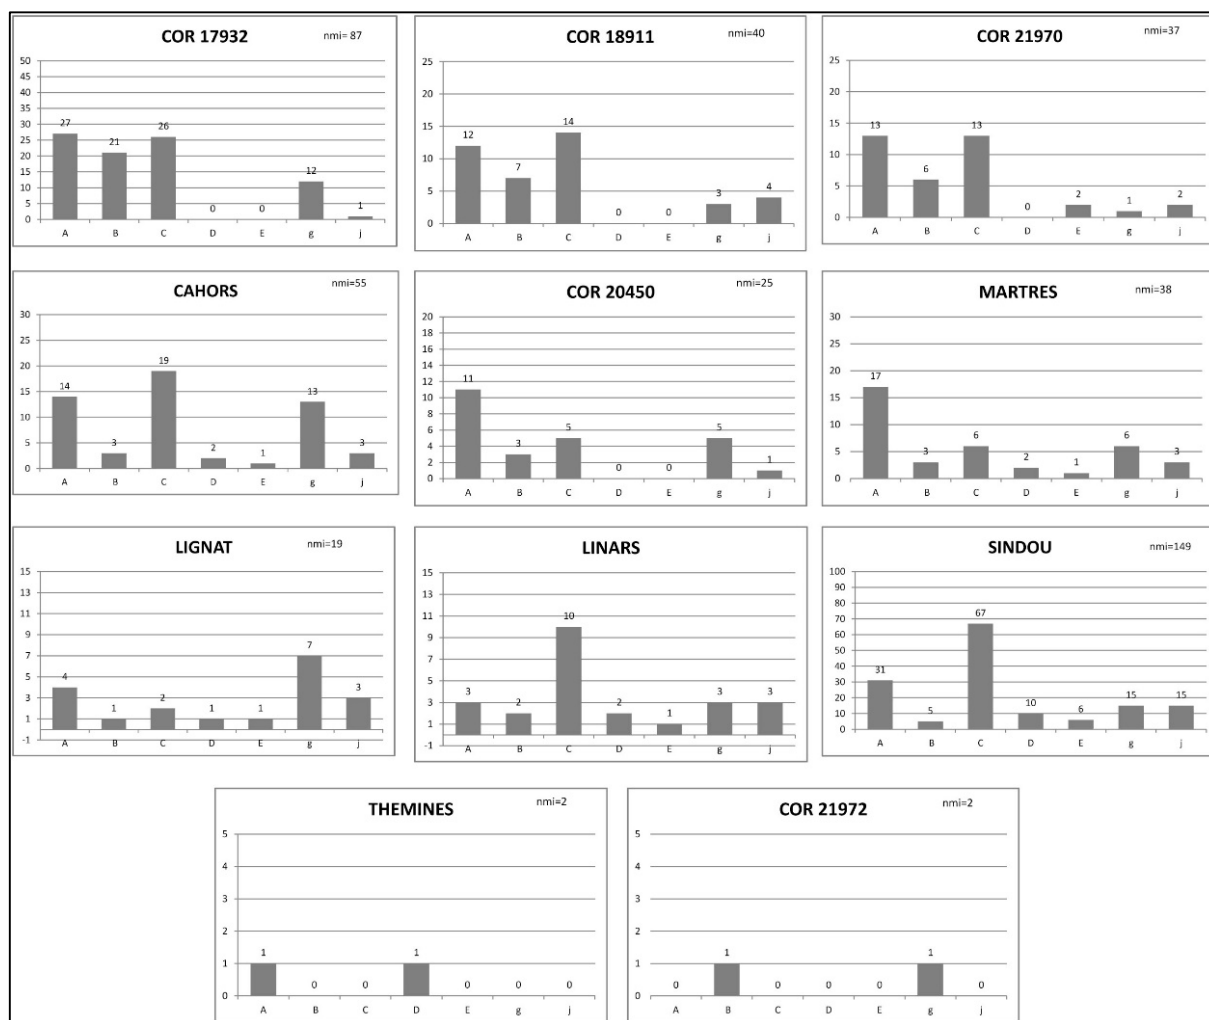 COR 17932 nmi= 87
50
45
40
35
30
25
20
15
10
5
0
27 21 26 0 0 12 1
A B C D E g j
COR 18911 nmi=40
25
20
15
10
5
0
12 7 14 0 0 3 4
A B C D E g j
COR 21970 nmi=37
25
20
15
10
5
0
13 6 13 0 2 1 2
A B C D E g j
CAHORS nmi=55
30
25
20
15
10
5
0
14 3 19 2 1 13 3
A B C D E g j
COR 20450 nmi=25
20
18
16
14
12
10
8
6
4
2
0
11 3 5 0 0 5 1
A B C D E g j
MARTRES nmi=38
30
25
20
15
10
5
0
17 3 6 2 1 6 3
A B C D E g j
LIGNAT nmi=19
15
13
11
9
7
5
3
1
-1
4 1 2 1 1 7 3
A B C D E g j
LINARS
15
13
11
9
7
5
3
1
-1
3 2 10 2 1 3 3
A B C D E g j
SINDOU nmi=149
100
90
80
70
60
50
40
30
20
10
0
31 5 67 10 6 15 15
A B C D E g j
THEMINES nmi=2
5
4
3
2
1
0
1 0 0 1 0 0 0
A B C D E g j
COR 21972 nmi=2
5
4
3
2
1
0
0 1 0 0 0 1 0
A B C D E g j